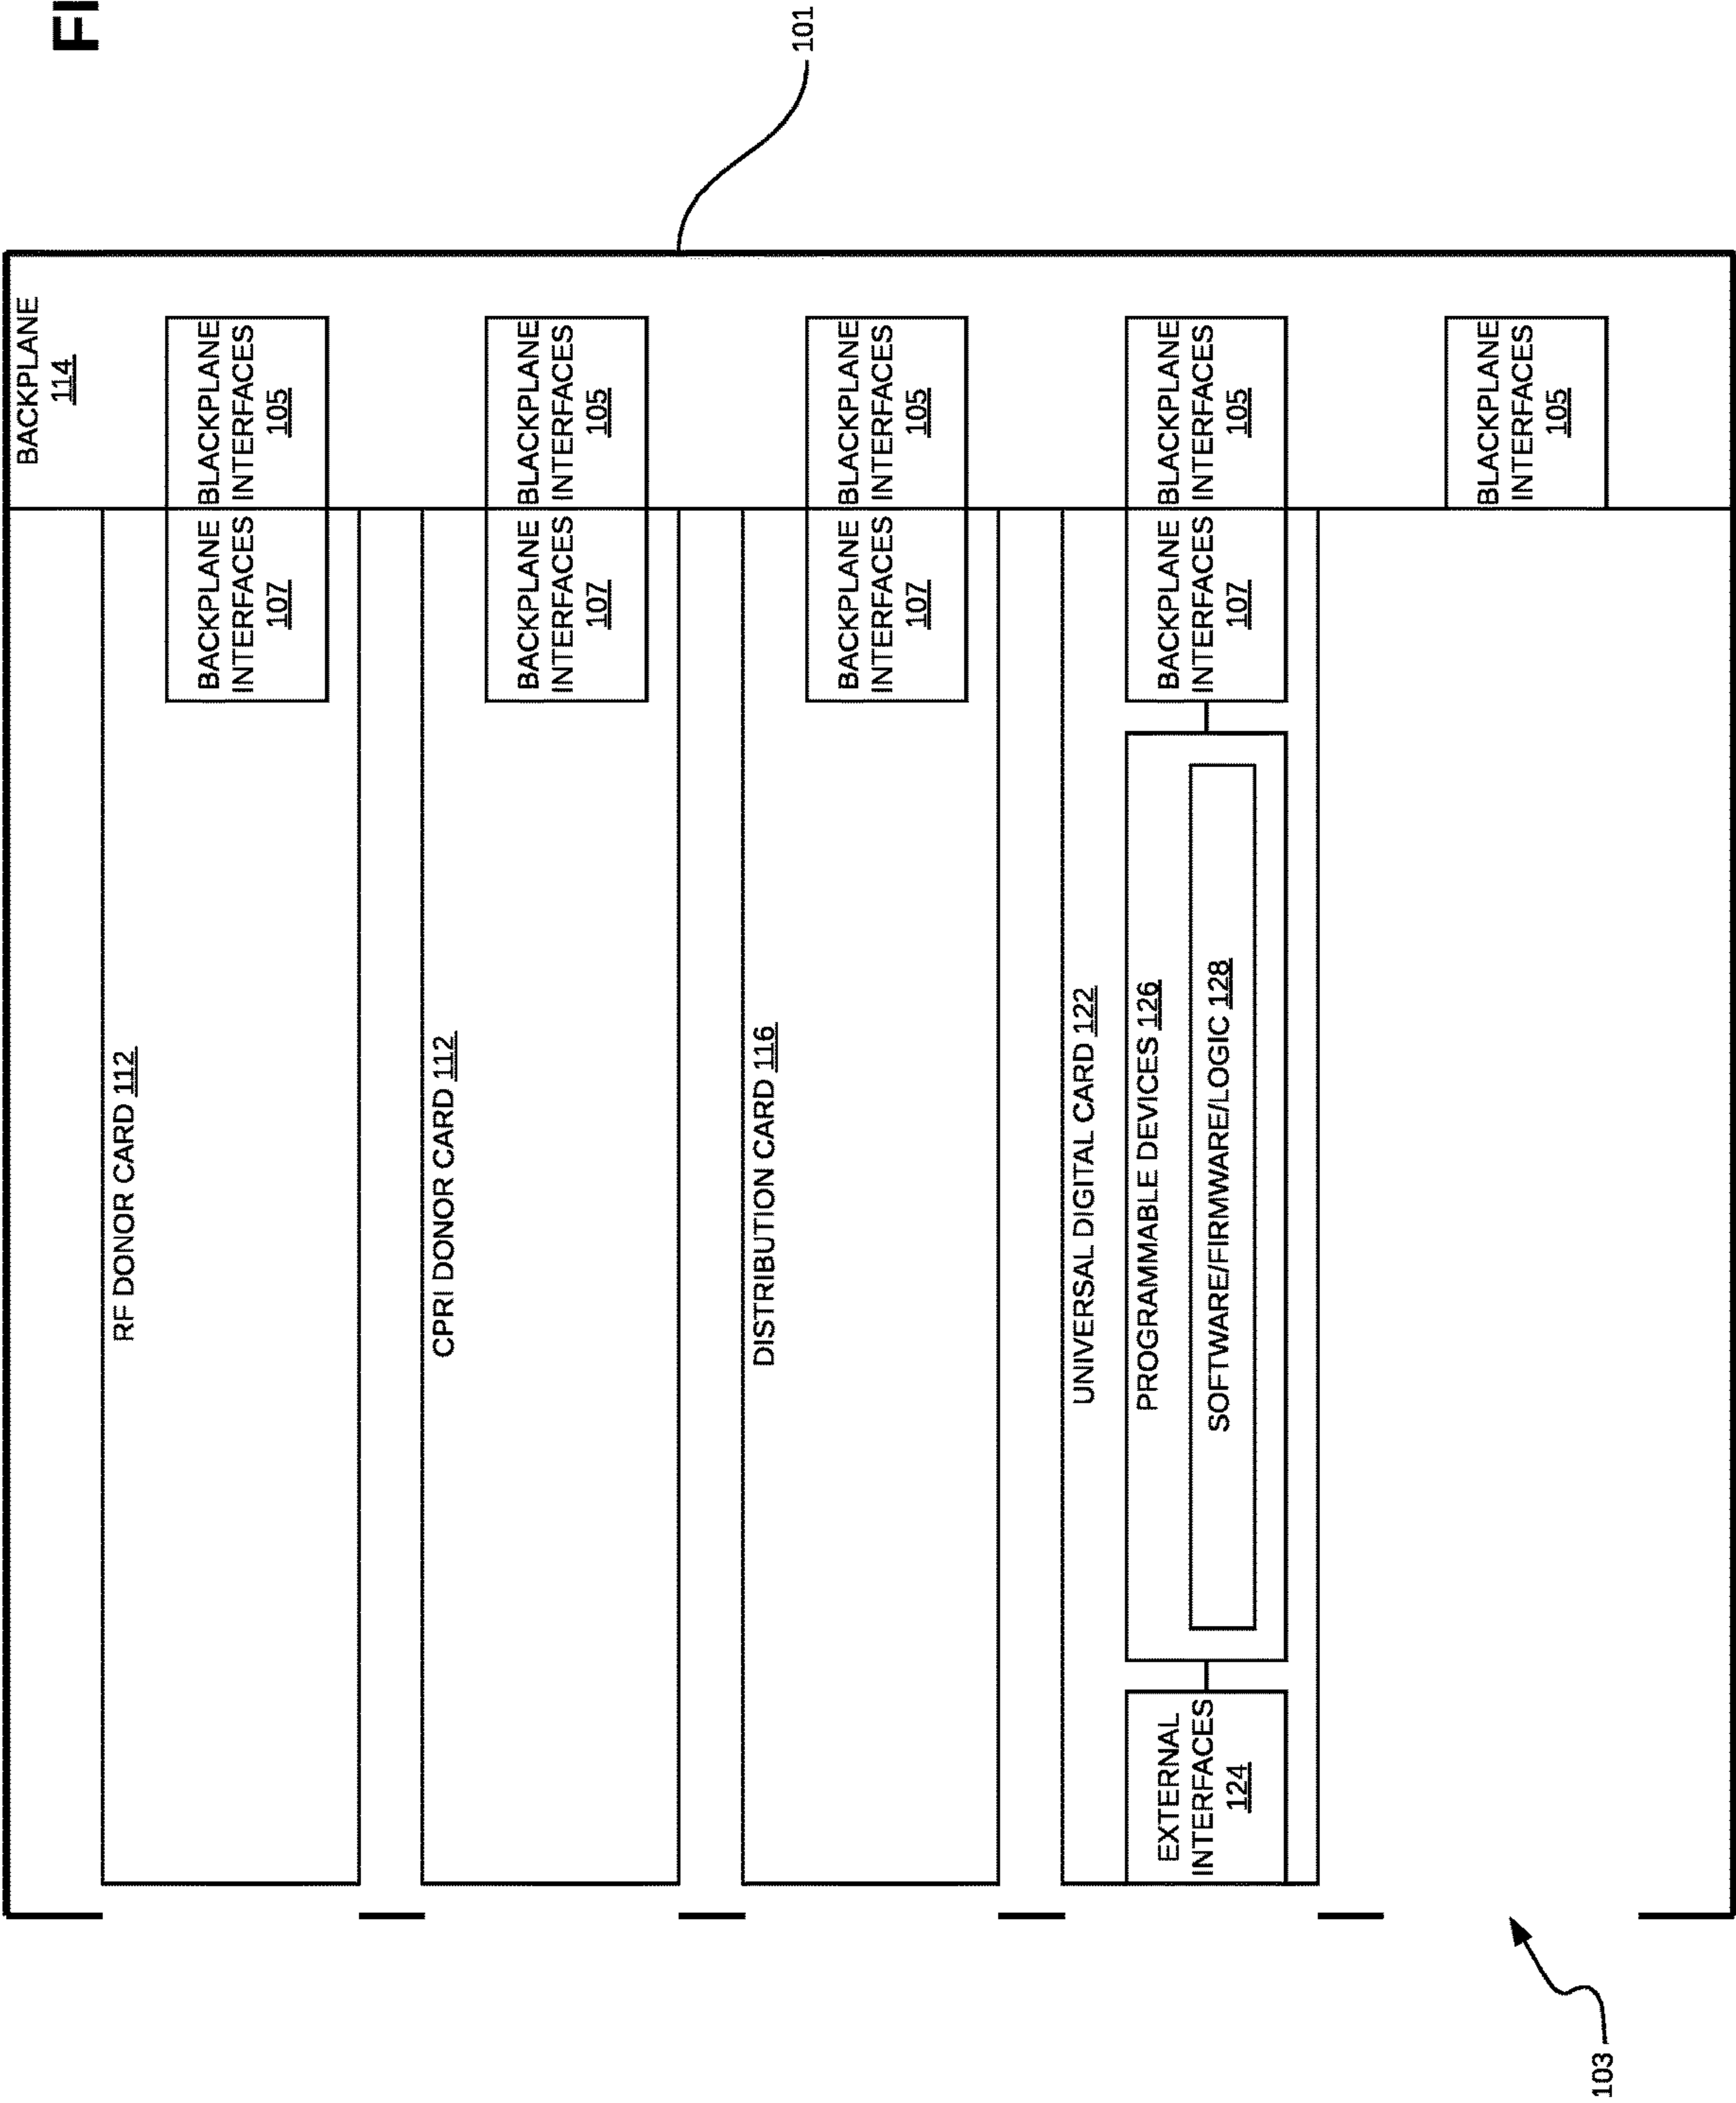 FI
BACKPLANE
114
RF DONOR CARD 112
BACKPLANE
INTERFACES
107
BLACKPLANE
INTERFACES
105
CPRI DONOR CARD 112
BACKPLANE
INTERFACES
107
BLACKPLANE
INTERFACES
105
101
DISTRIBUTION CARD 116
BACKPLANE
INTERFACES
107
BLACKPLANE
INTERFACES
105
UNIVERSAL DIGITAL CARD 122
EXTERNAL
INTERFACES
124
PROGRAMMABLE DEVICES 126
SOFTWARE/FIRMWARE/LOGIC 128
BACKPLANE
INTERFACES
107
BLACKPLANE
INTERFACES
105
BLACKPLANE
INTERFACES
105
103